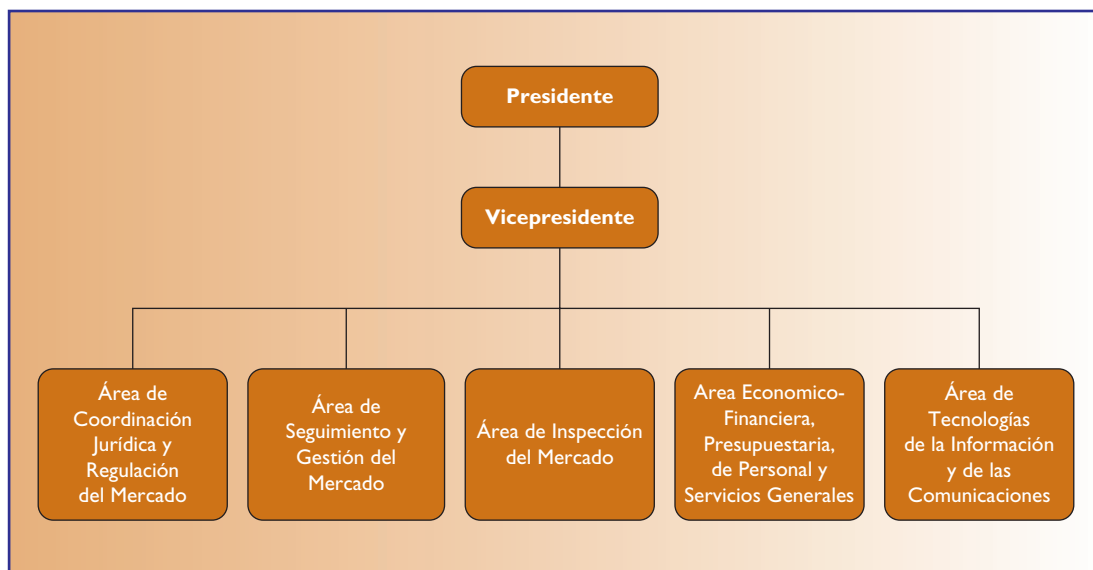 Presidente
Vicepresidente
Área de
Coordinación
Jurídica y
Regulación
del Mercado
Área de
Seguimiento y
Gestión del
Mercado
Área de Inspección
del Mercado
Area Economico-
Financiera,
Presupuestaria,
de Personal y
Servicios Generales
Área de
Tecnologías
de la Información
y de las
Comunicaciones